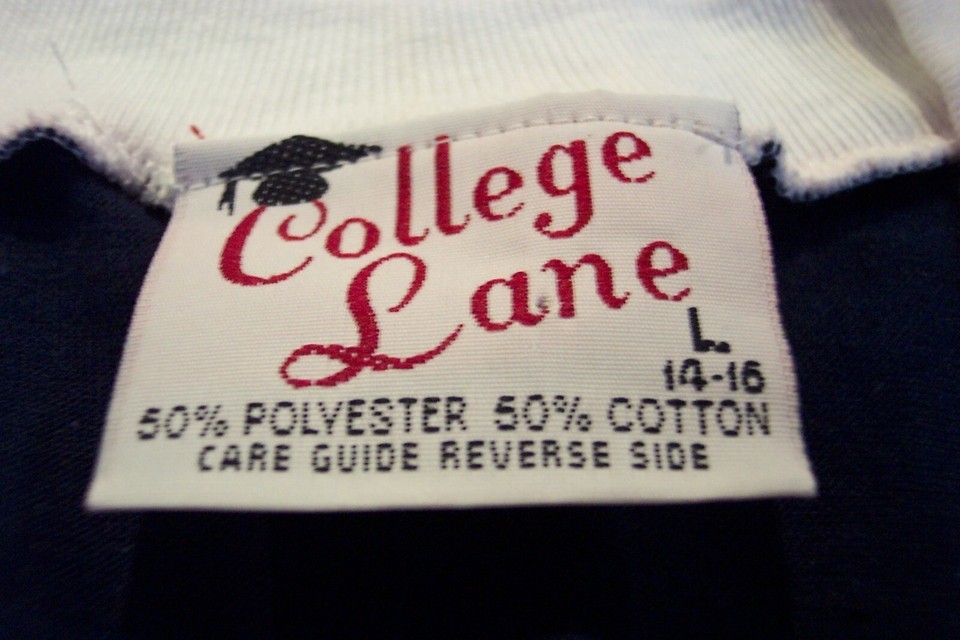 College
Lane
L.
14-16
50% POLYESTER 50% COTTON
CARE GUIDE REVERSE SIDE